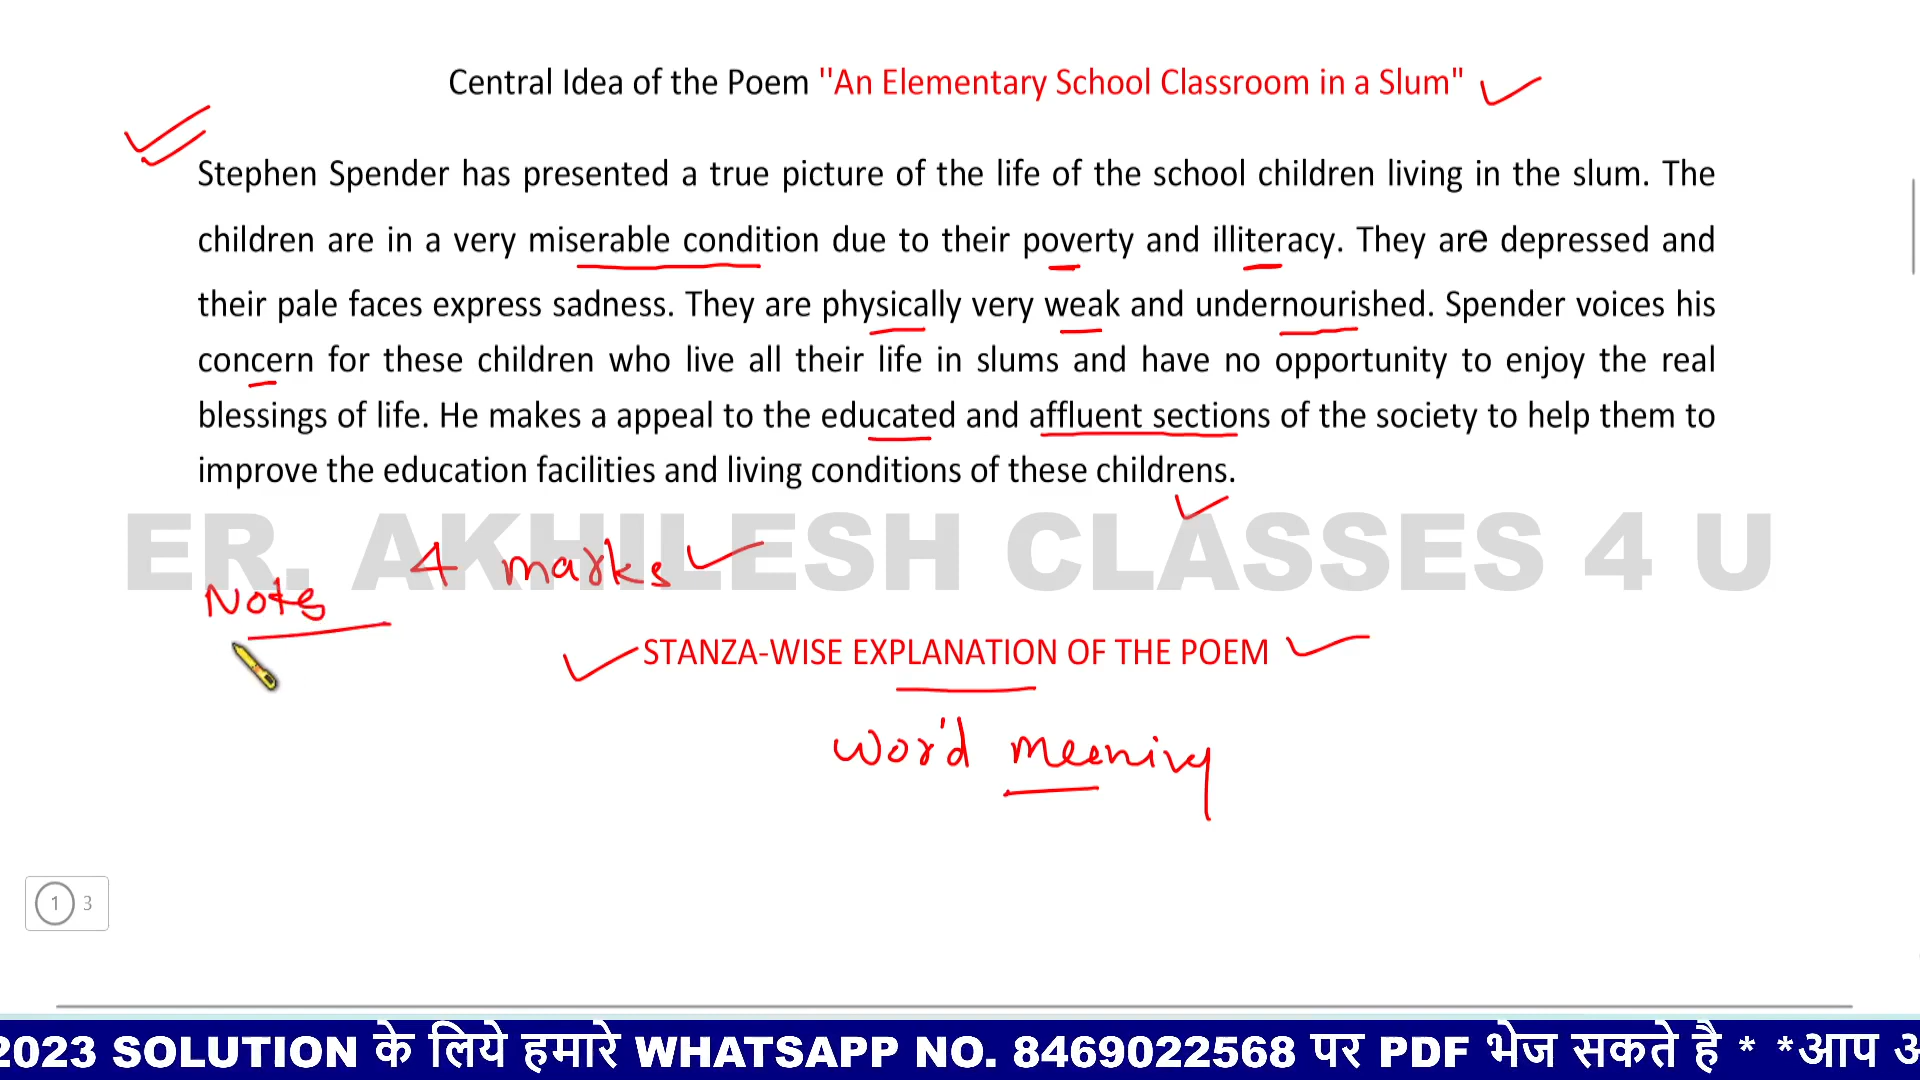 Central Idea of the Poem "An Elementary School Classroom in a Slum"
Stephen Spender has presented a true picture of the life of the school children living in the slum. The
children are in a very miserable condition due to their poverty and illiteracy. They are depressed and
their pale faces express sadness. They are physically very weak and undernourished. Spender voices his
concern for these children who live all their life in slums and have no opportunity to enjoy the real
blessings of life. He makes a appeal to the educated and affluent sections of the society to help them to
improve the education facilities and living conditions of these childrens.
ER. AKHILESH CLASSES 4 U
4 marks
Notes
STANZA-WISE EXPLANATION OF THE POEM
word meening
1 3
2023 SOLUTION के लिये हमारे WHATSAPP NO. 8469022568 पर PDF भेज सकते है * *आप अ